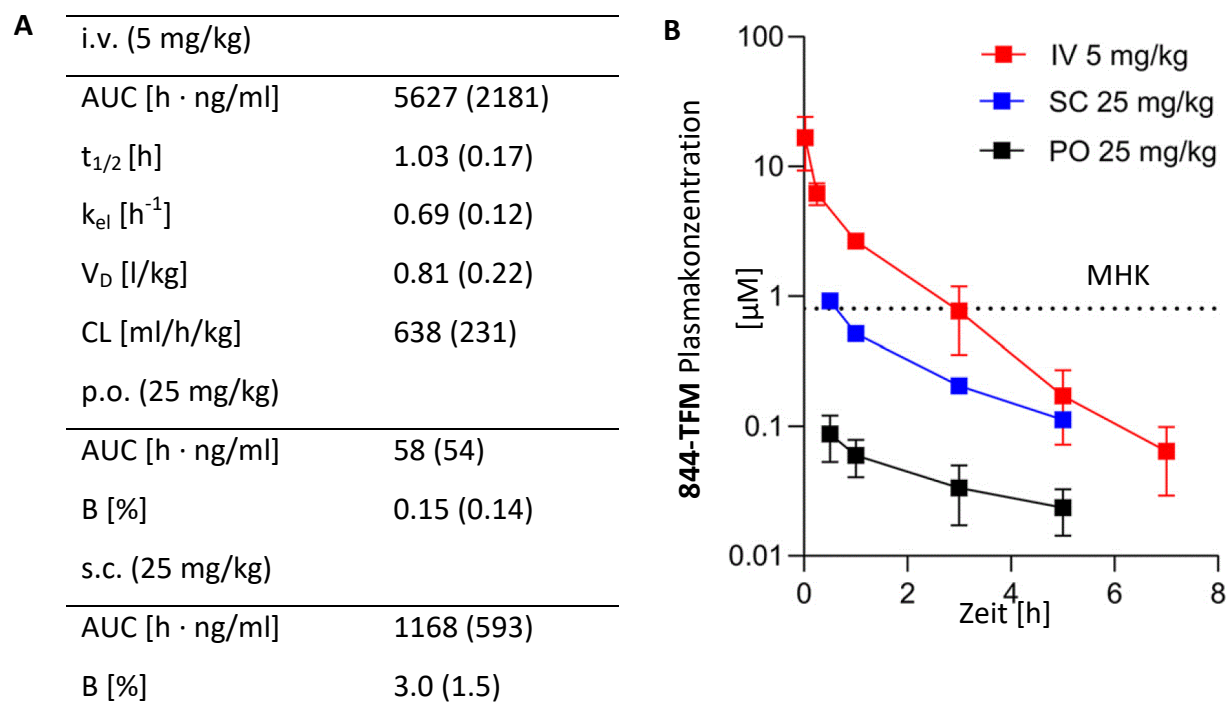 A
i.v. (5 mg/kg)
AUC [h · ng/ml] 5627 (2181)
t1/2 [h] 1.03 (0.17)
kel [h-1] 0.69 (0.12)
VD [l/kg] 0.81 (0.22)
CL [ml/h/kg] 638 (231)
p.o. (25 mg/kg)
AUC [h · ng/ml] 58 (54)
B [%] 0.15 (0.14)
s.c. (25 mg/kg)
AUC [h · ng/ml] 1168 (593)
B [%] 3.0 (1.5)
B
844-TFM Plasmakonzentration
[µM]
100
10
1
0.1
0.01
IV 5 mg/kg
SC 25 mg/kg
PO 25 mg/kg
MHK
0 2 4 6 8
Zeit [h]